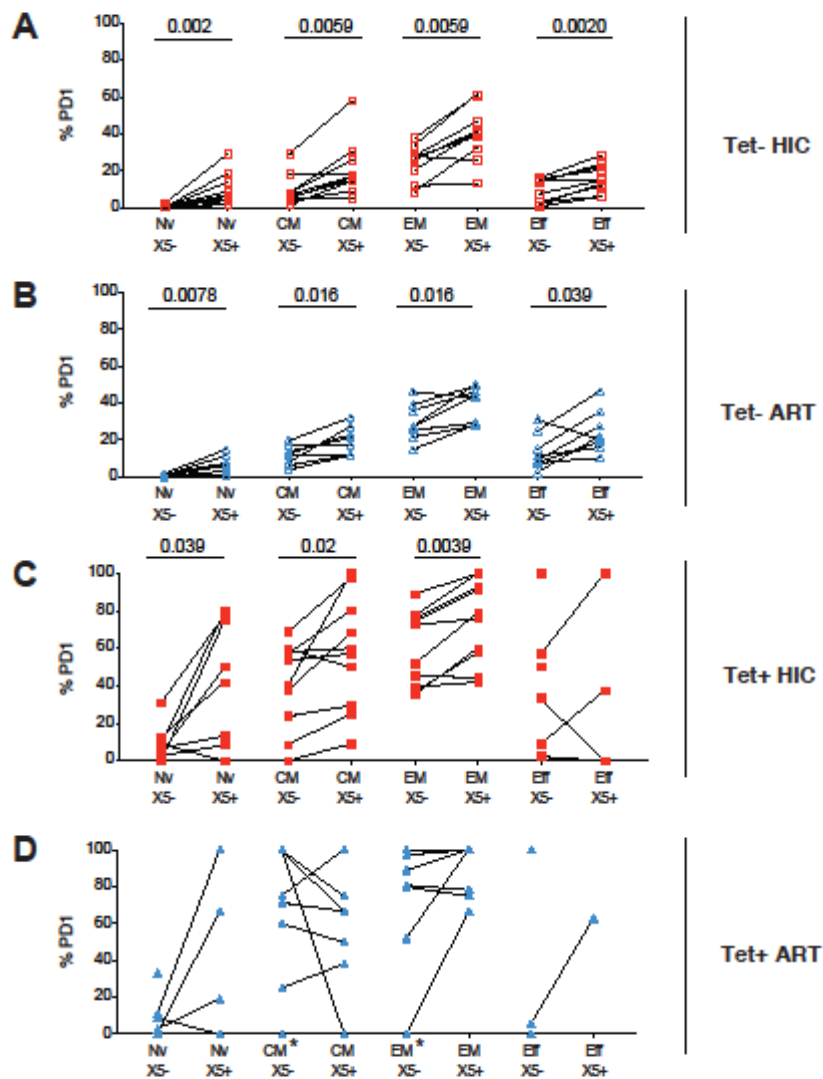 A
0.002 0.0059 0.0059 0.0020
100
80
60
40
20
0
% PD1
Nv Nv CM CM EM EM Eff Eff
X5- X5+ X5- X5+ X5- X5+ X5- X5+
Tet- HIC
B
0.0078 0.016 0.016 0.039
100
80
60
40
20
0
% PD1
Nv Nv CM CM EM EM Eff Eff
X5- X5+ X5- X5+ X5- X5+ X5- X5+
Tet- ART
C
0.039 0.02 0.0039
100
80
60
40
20
0
% PD1
Nv Nv CM CM EM EM Eff Eff
X5- X5+ X5- X5+ X5- X5+ X5- X5+
Tet+ HIC
D
100
80
60
40
20
0
% PD1
Nv Nv CM* CM EM* EM Eff Eff
X5- X5+ X5- X5+ X5- X5+ X5- X5+
Tet+ ART